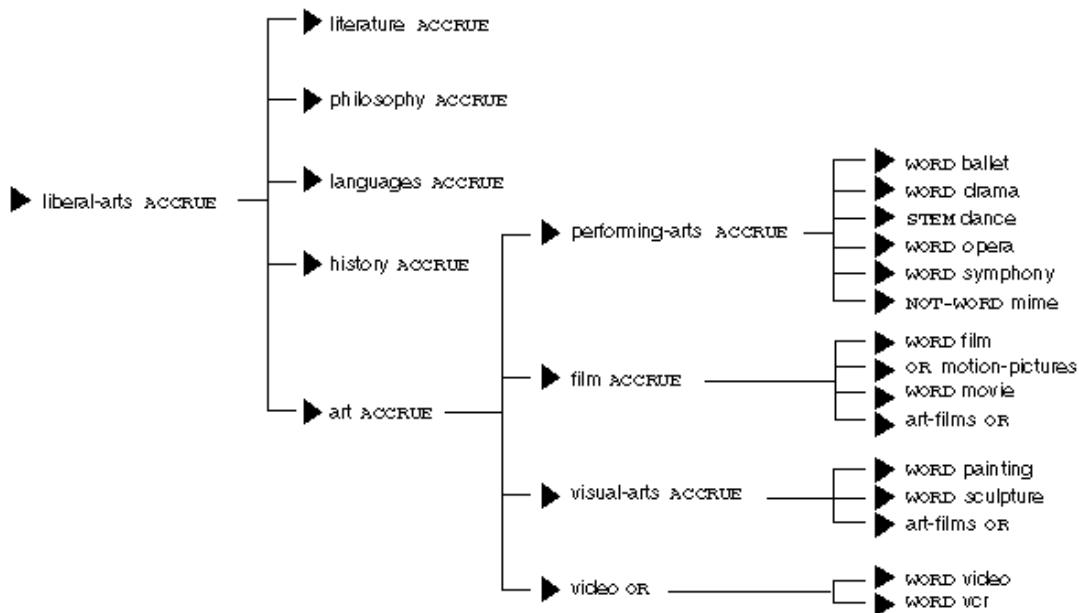 literature ACCRUE
philosophy ACCRUE
languages ACCRUE
liberal-arts ACCRUE
history ACCRUE
art ACCRUE
performing-arts ACCRUE
WORD ballet
WORD drama
STEM dance
WORD opera
WORD symphony
NOT-WORD mime
film ACCRUE
WORD film
OR motion-pictures
WORD movie
art-films OR
visual-arts ACCRUE
WORD painting
WORD sculpture
art-films OR
video OR
WORD video
WORD vcr